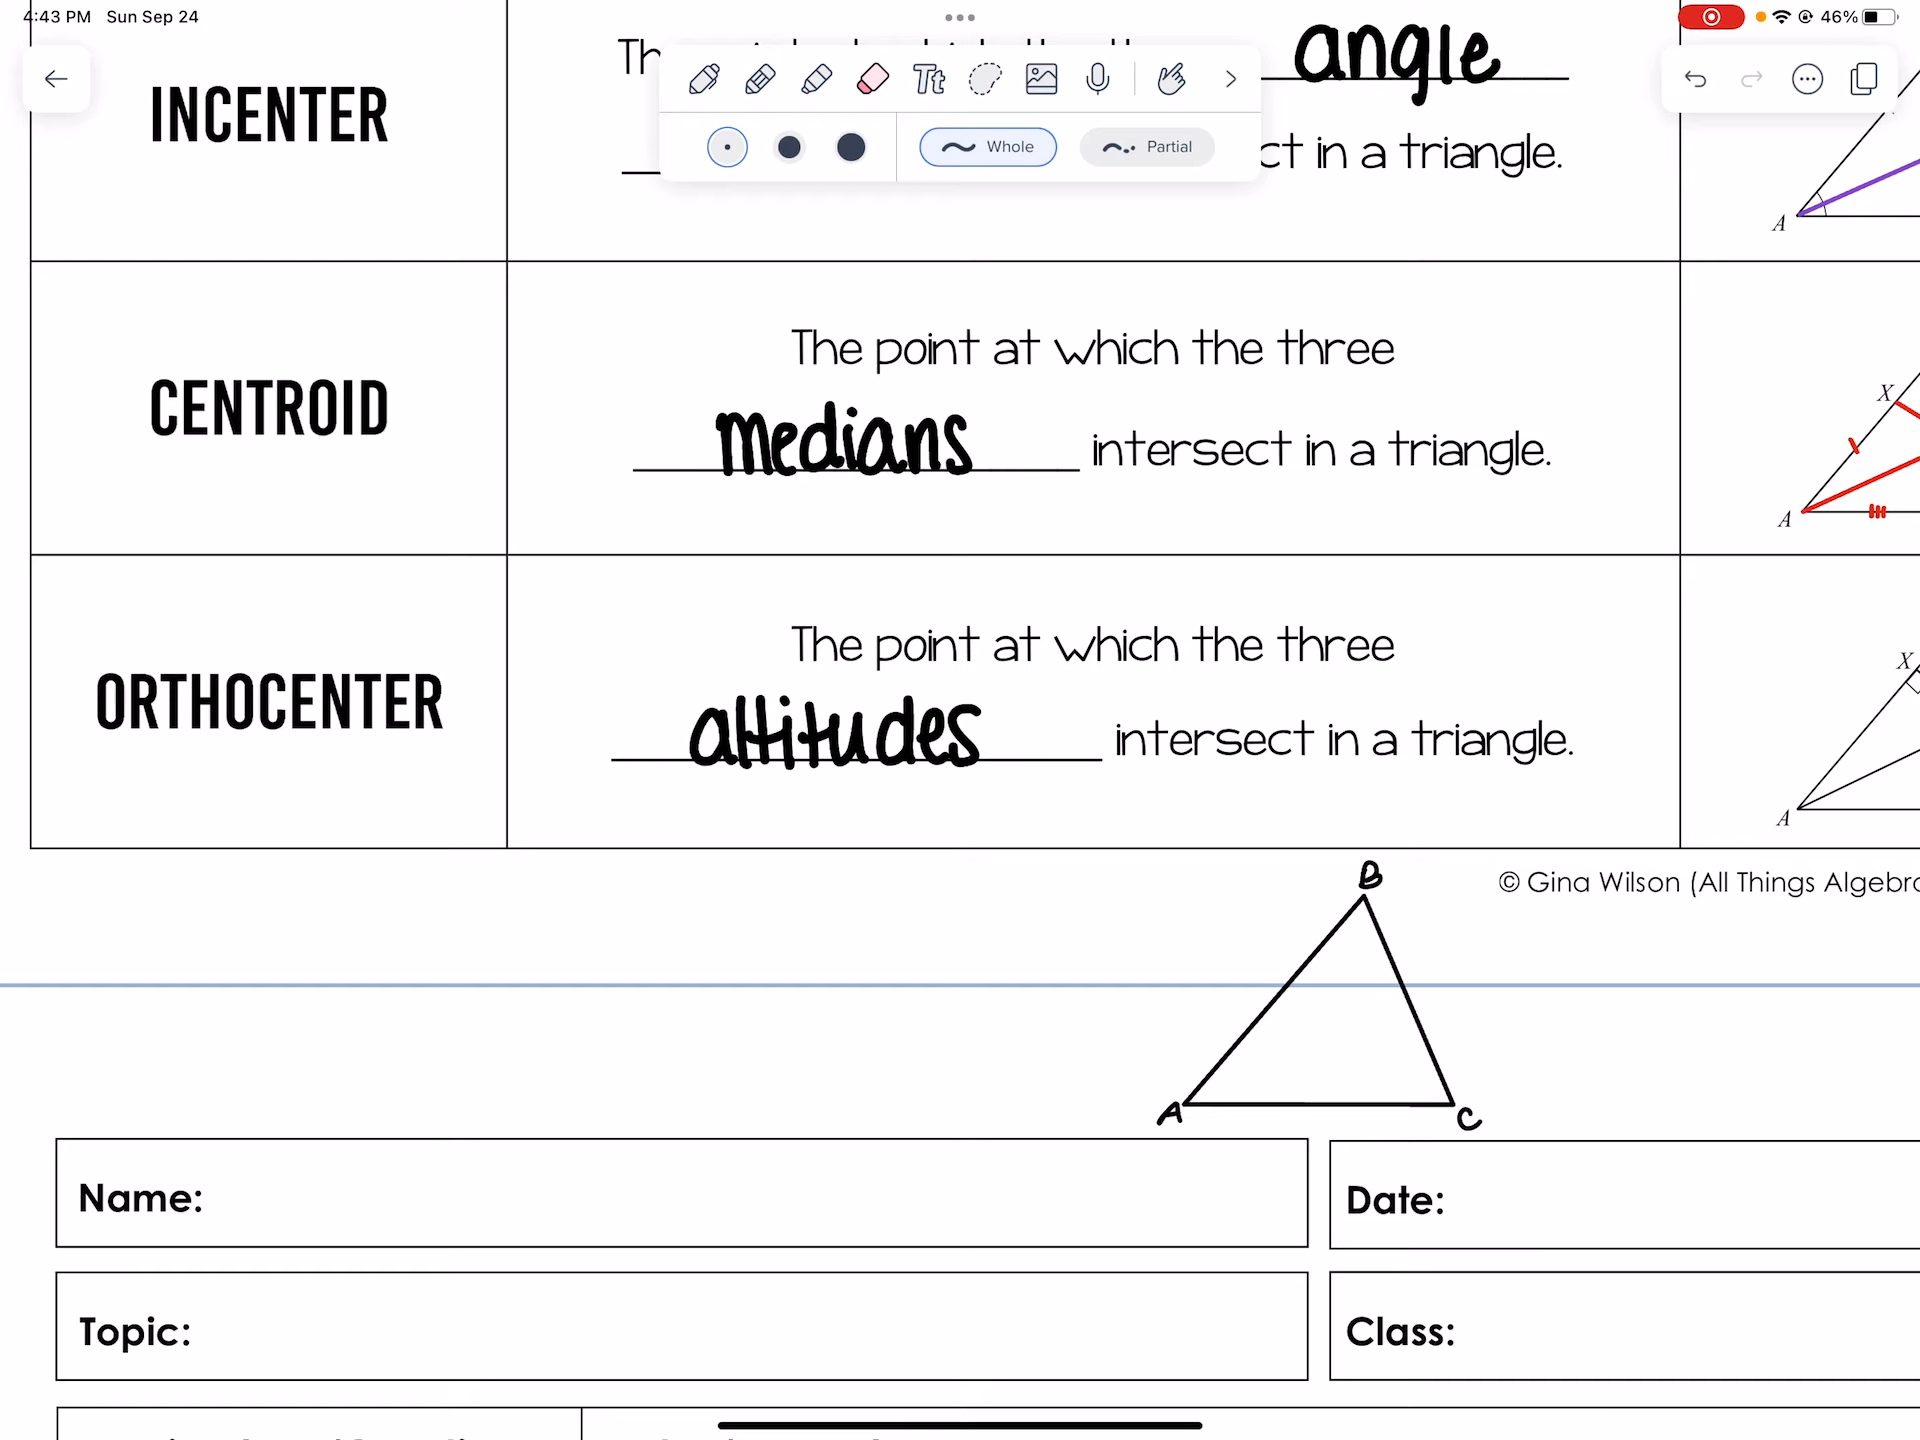 4:43 PM Sun Sep 24
46%
Tt
Whole Partial
INCENTER
angle
in a triangle.
A
CENTROID
The point at which the three
medians intersect in a triangle.
X
A
ORTHOCENTER
The point at which the three
altitudes intersect in a triangle.
X
A
© Gina Wilson (All Things
B
A
C
Name:
Date:
Topic:
Class: